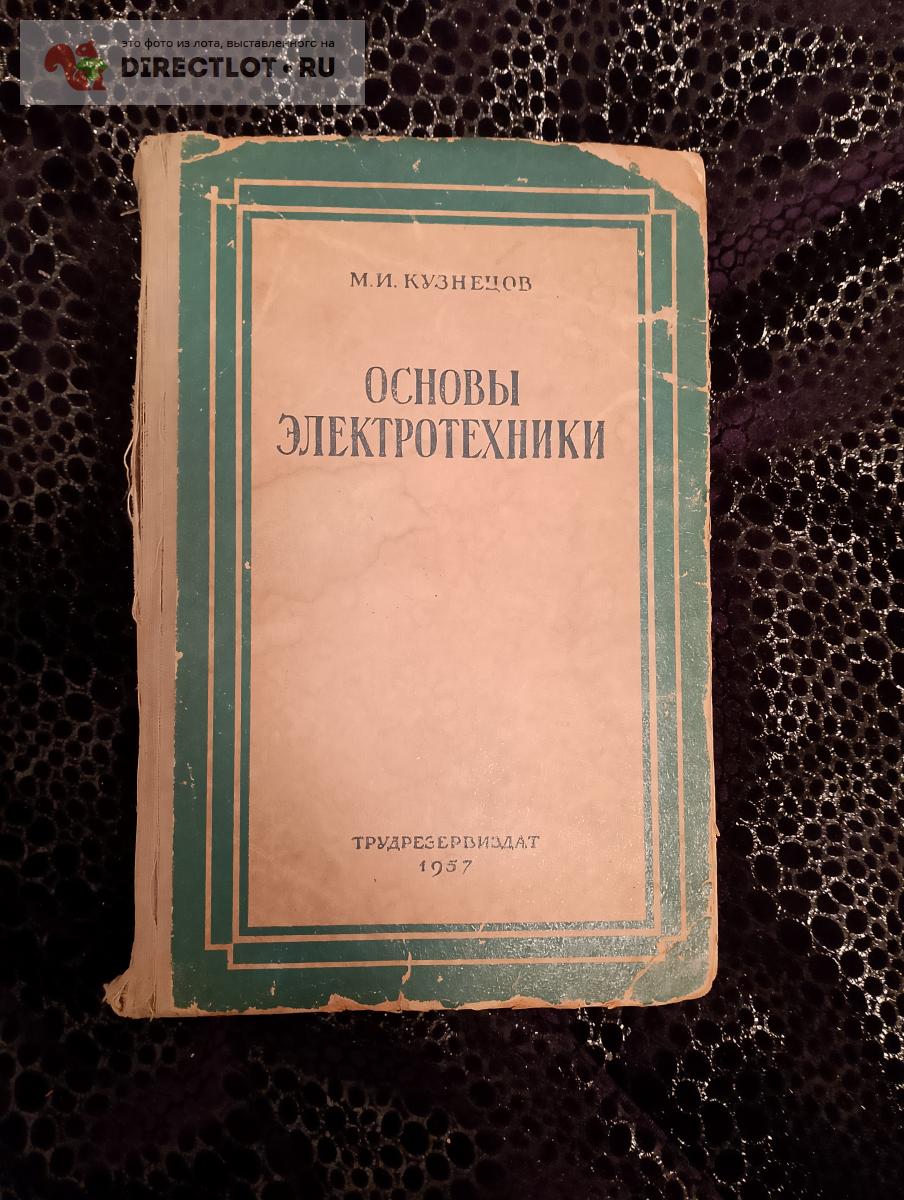 это фото из лота, выставленного на
DIRECTLOT.RU
М.И. КУЗНЕЦОВ
ОСНОВЫ
ЭЛЕКТРОТЕХНИКИ
ТРУДРЕЗЕРВИЗДАТ
1957